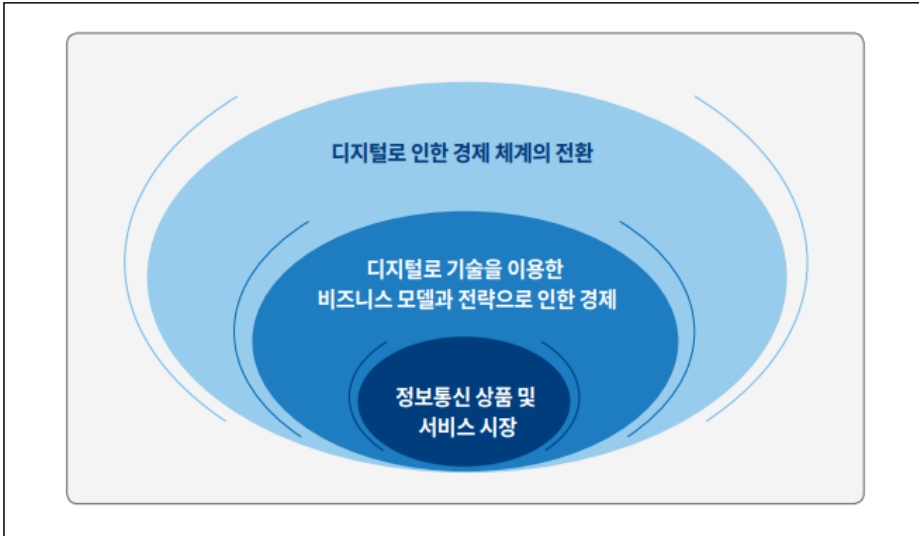 디지털로 인한 경제 체계의 전환
디지털로 기술을 이용한
비즈니스 모델과 전략으로 인한 경제
정보통신 상품 및
서비스 시장